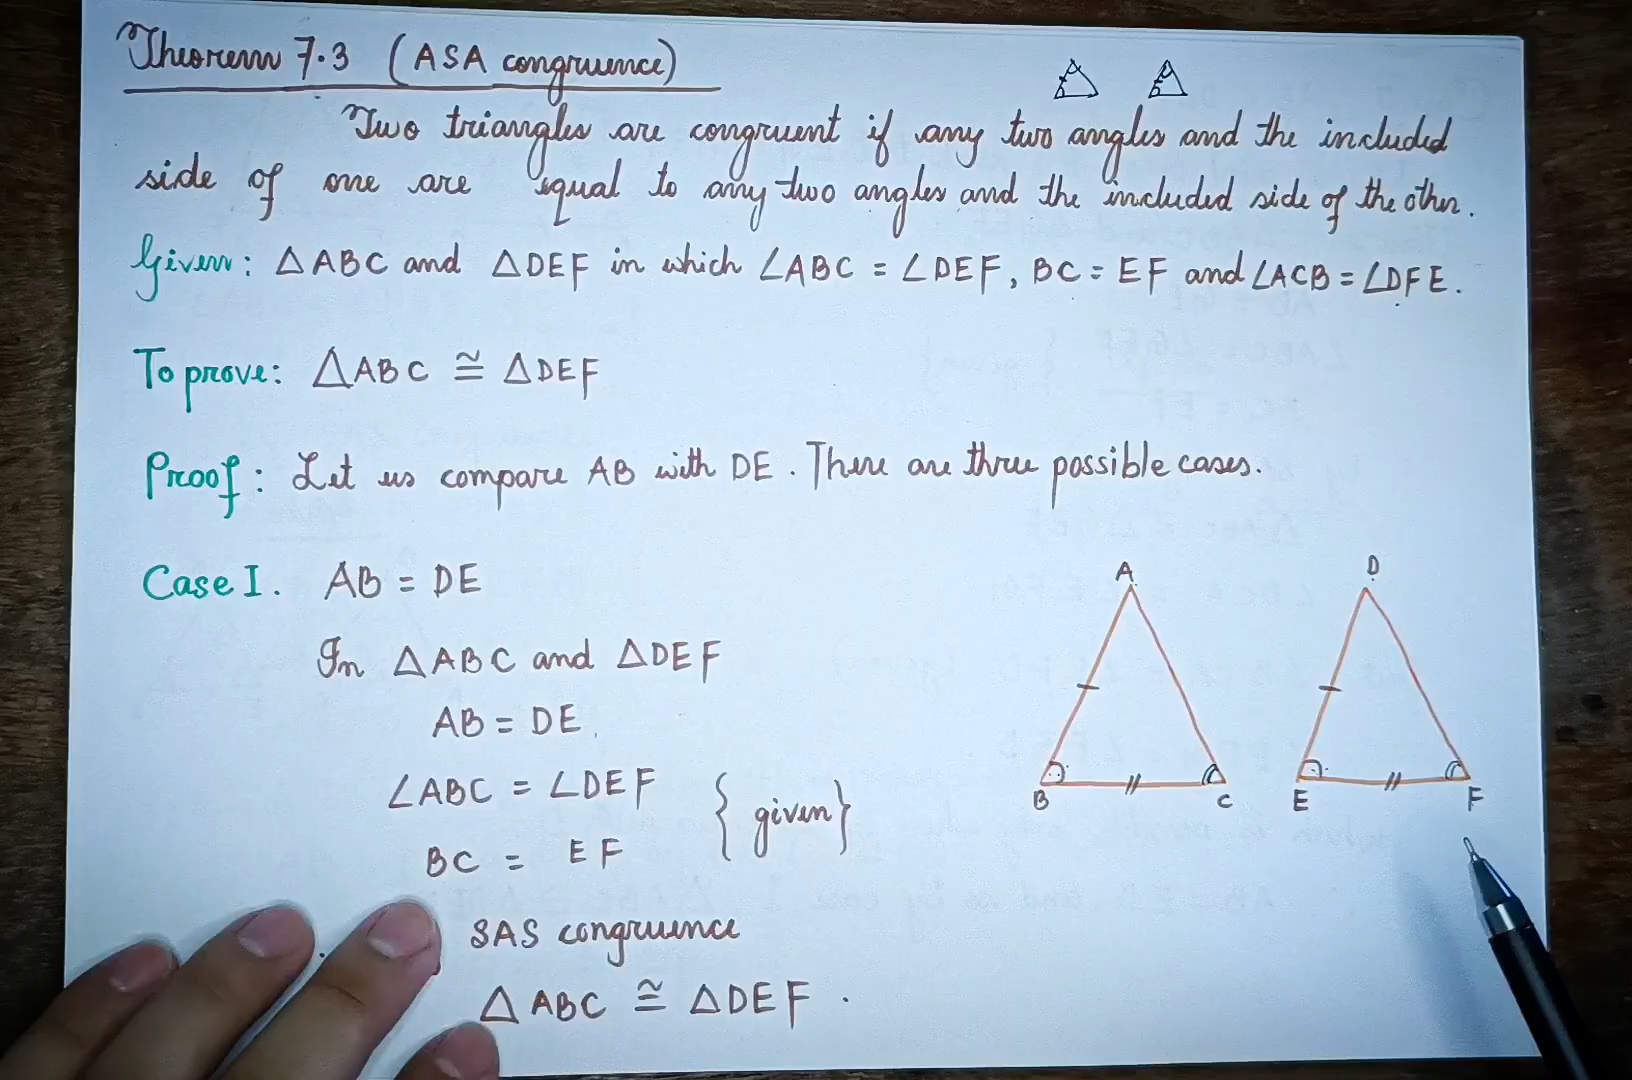 Theorem 7.3 (ASA congruence)
Two triangles are congruent if any two angles and the included
side of one are equal to any two angles and the included side of the other.
Given: △ABC and △DEF in which ∠ABC = ∠DEF, BC = EF and ∠ACB = ∠DFE.
To prove: △ABC ≅ △DEF
Proof: Let us compare AB with DE. There are three possible cases.
Case I. AB = DE
In △ABC and △DEF
AB = DE,
∠ABC = ∠DEF
BC = EF
{given}
SAS congruence
△ABC ≅ △DEF.
A
B
C
D
E
F